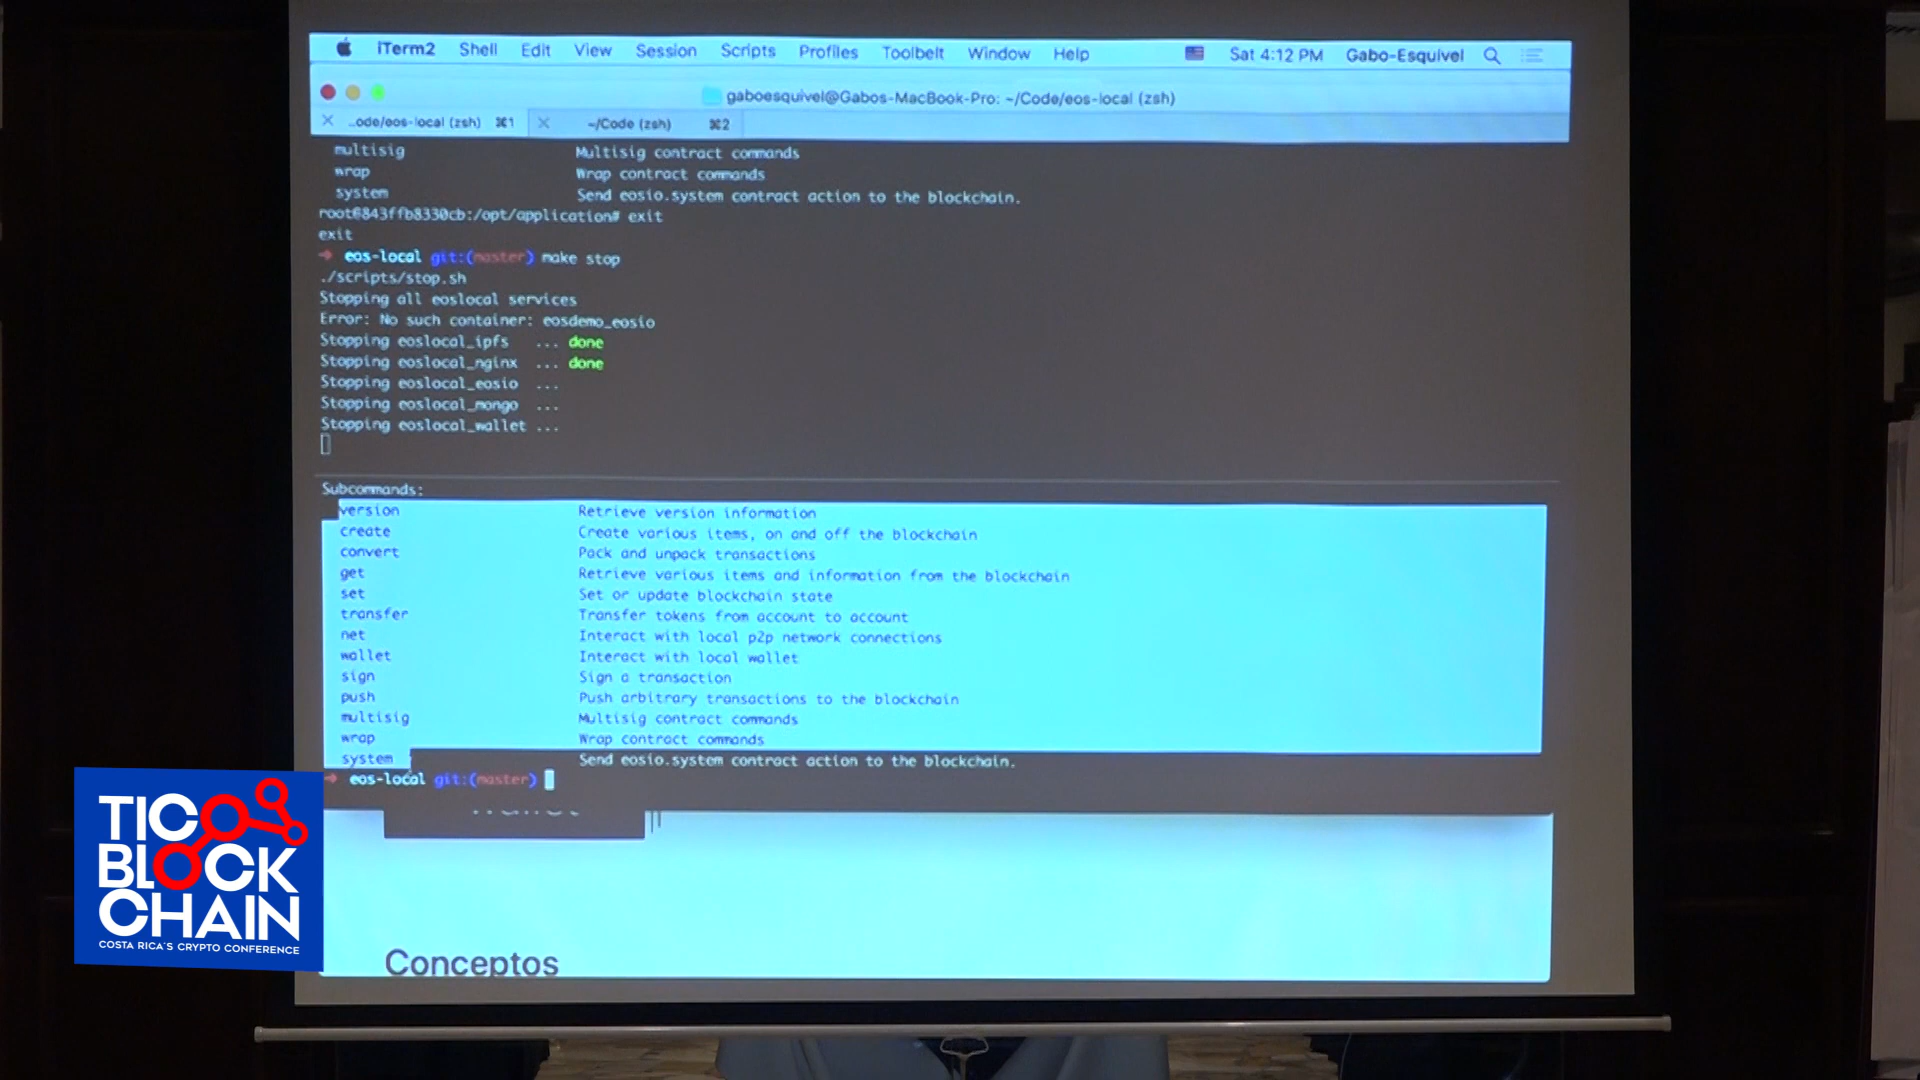 iTerm2 Shell Edit View Session Scripts Profiles Toolbelt Window Help Sat 4:12 PM Gabo-Esquivel
gaboesquivel@Gabos-MacBook-Pro: ~/Code/eos-local (zsh)
..ode/eos-local (zsh) ⌘1 ~/Code (zsh) ⌘2
multisig Multisig contract commands
wrap Wrap contract commands
system Send eosio.system contract action to the blockchain.
root@843ffb8330cb:/opt/application# exit
exit
➜ eos-local git:(master) make stop
./scripts/stop.sh
Stopping all eoslocal services
Error: No such container: eosdemo_eosio
Stopping eoslocal_ipfs ... done
Stopping eoslocal_nginx ... done
Stopping eoslocal_eosio ...
Stopping eoslocal_mongo ...
Stopping eoslocal_wallet ...
Subcommands:
version Retrieve version information
create Create various items, on and off the blockchain
convert Pack and unpack transactions
get Retrieve various items and information from the blockchain
set Set or update blockchain state
transfer Transfer tokens from account to account
net Interact with local p2p network connections
wallet Interact with local wallet
sign Sign a transaction
push Push arbitrary transactions to the blockchain
multisig Multisig contract commands
wrap Wrap contract commands
system Send eosio.system contract action to the blockchain.
➜ eos-local git:(master)
Conceptos
TICO
BLOCK
CHAIN
COSTA RICA'S CRYPTO CONFERENCE